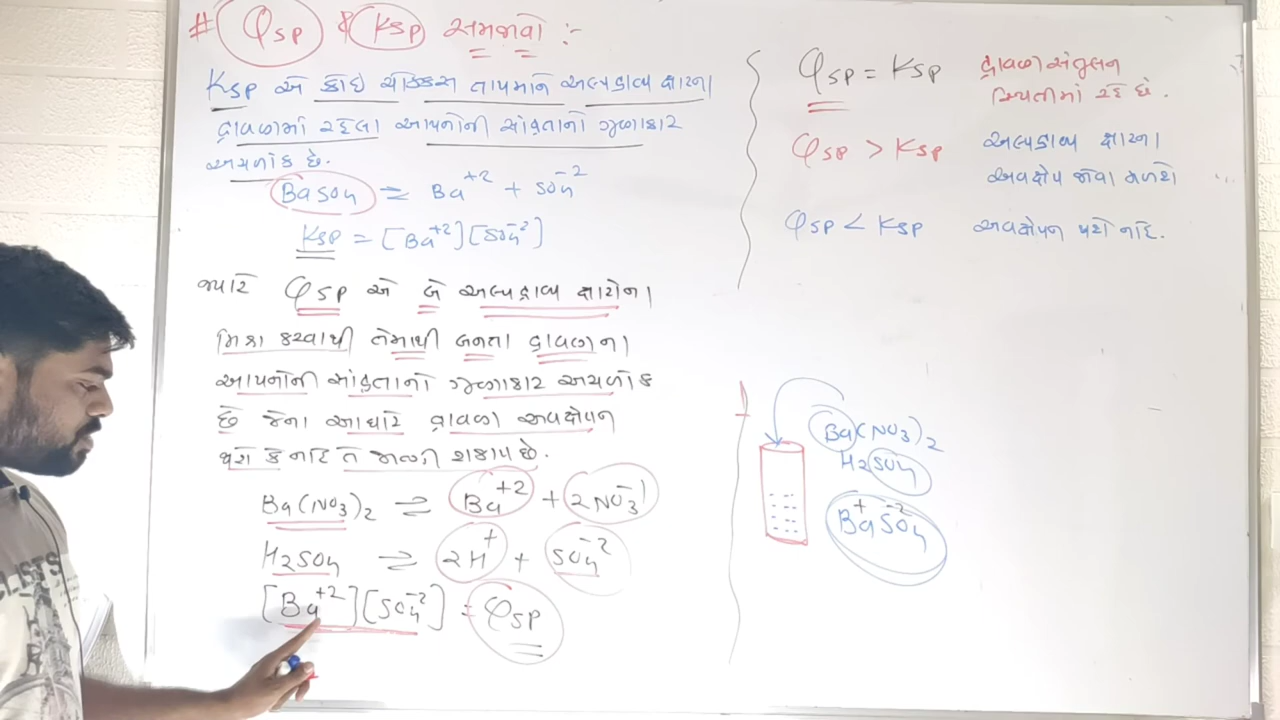 # Qsp & Ksp સમજાવો :-
Ksp એ કોઇ ચોક્કસ તાપમાને અલ્પદ્રાવ્ય ક્ષારના
દ્રાવણમાં રહેલા આયનોની સાંદ્રતાનો ગુણાકાર
અચળાંક છે.
BaSO4 ⇌ Ba+2 + SO4-2
Ksp = [Ba+2][SO4-2]
જ્યારે Qsp એ બે અલ્પદ્રાવ્ય ક્ષારોના
મિશ્ર કરવાથી તેમાથી બનતા દ્રાવણના
આયનોની સાંદ્રતાનો ગુણાકાર અચળાંક
છે જેના આધારે દ્રાવણ અવક્ષેપન
થશે કે નહિ તે જાણી શકાય છે.
Ba(NO3)2 ⇌ Ba+2 + 2NO3-1
H2SO4 ⇌ 2H+ + SO4-2
[Ba+2][SO4-2] = Qsp
Qsp = Ksp દ્રાવણ સંતુલન
સ્થિતીમાં રહે છે.
Qsp > Ksp અલ્પદ્રાવ્ય ક્ષારના
અવક્ષેપ જોવા મળશે
Qsp < Ksp અવક્ષેપન થશે નહિ.
Ba(NO3)2
H2SO4
Ba+SO4-2